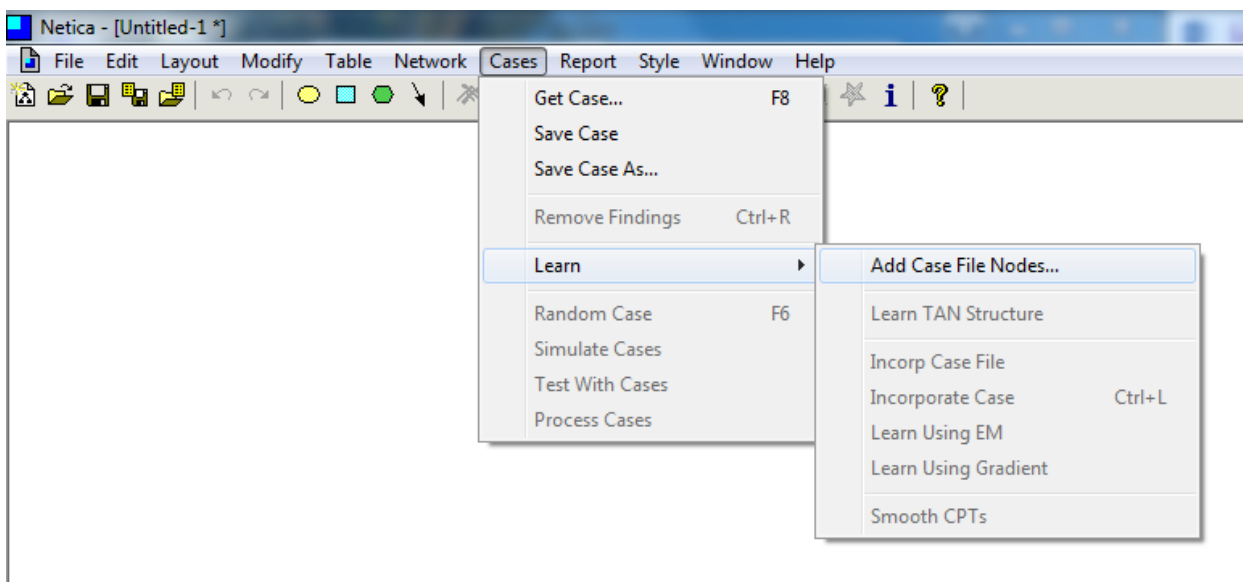 Netica - [Untitled-1 *]
File Edit Layout Modify Table Network Cases Report Style Window Help
Get Case... F8
Save Case
Save Case As...
Remove Findings Ctrl+R
Learn
Add Case File Nodes...
Random Case F6
Learn TAN Structure
Simulate Cases
Incorp Case File
Test With Cases
Incorporate Case Ctrl+L
Process Cases
Learn Using EM
Learn Using Gradient
Smooth CPTs